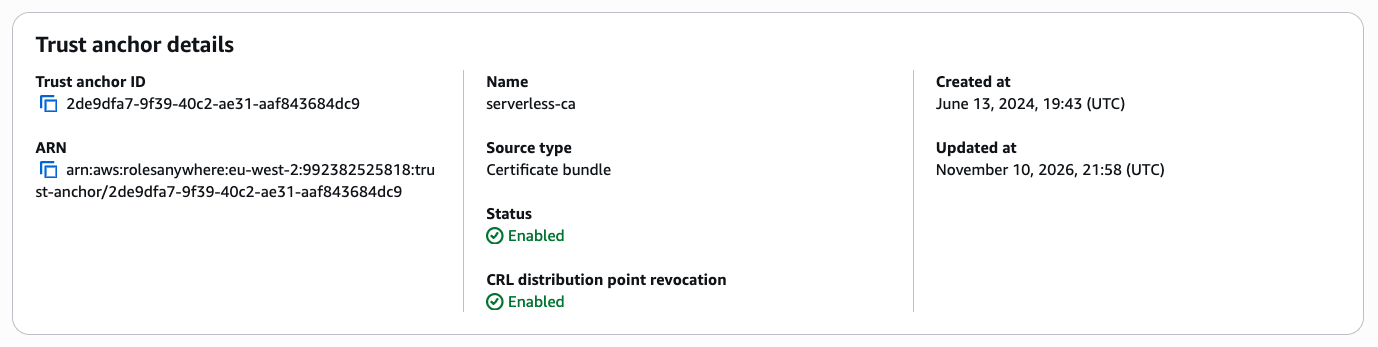 Trust anchor details
Trust anchor ID
2de9dfa7-9f39-40c2-ae31-aaf843684dc9
ARN
arn:aws:rolesanywhere:eu-west-2:992382525818:tru
st-anchor/2de9dfa7-9f39-40c2-ae31-aaf843684dc9
Name
serverless-ca
Source type
Certificate bundle
Status
Enabled
CRL distribution point revocation
Enabled
Created at
June 13, 2024, 19:43 (UTC)
Updated at
November 10, 2026, 21:58 (UTC)